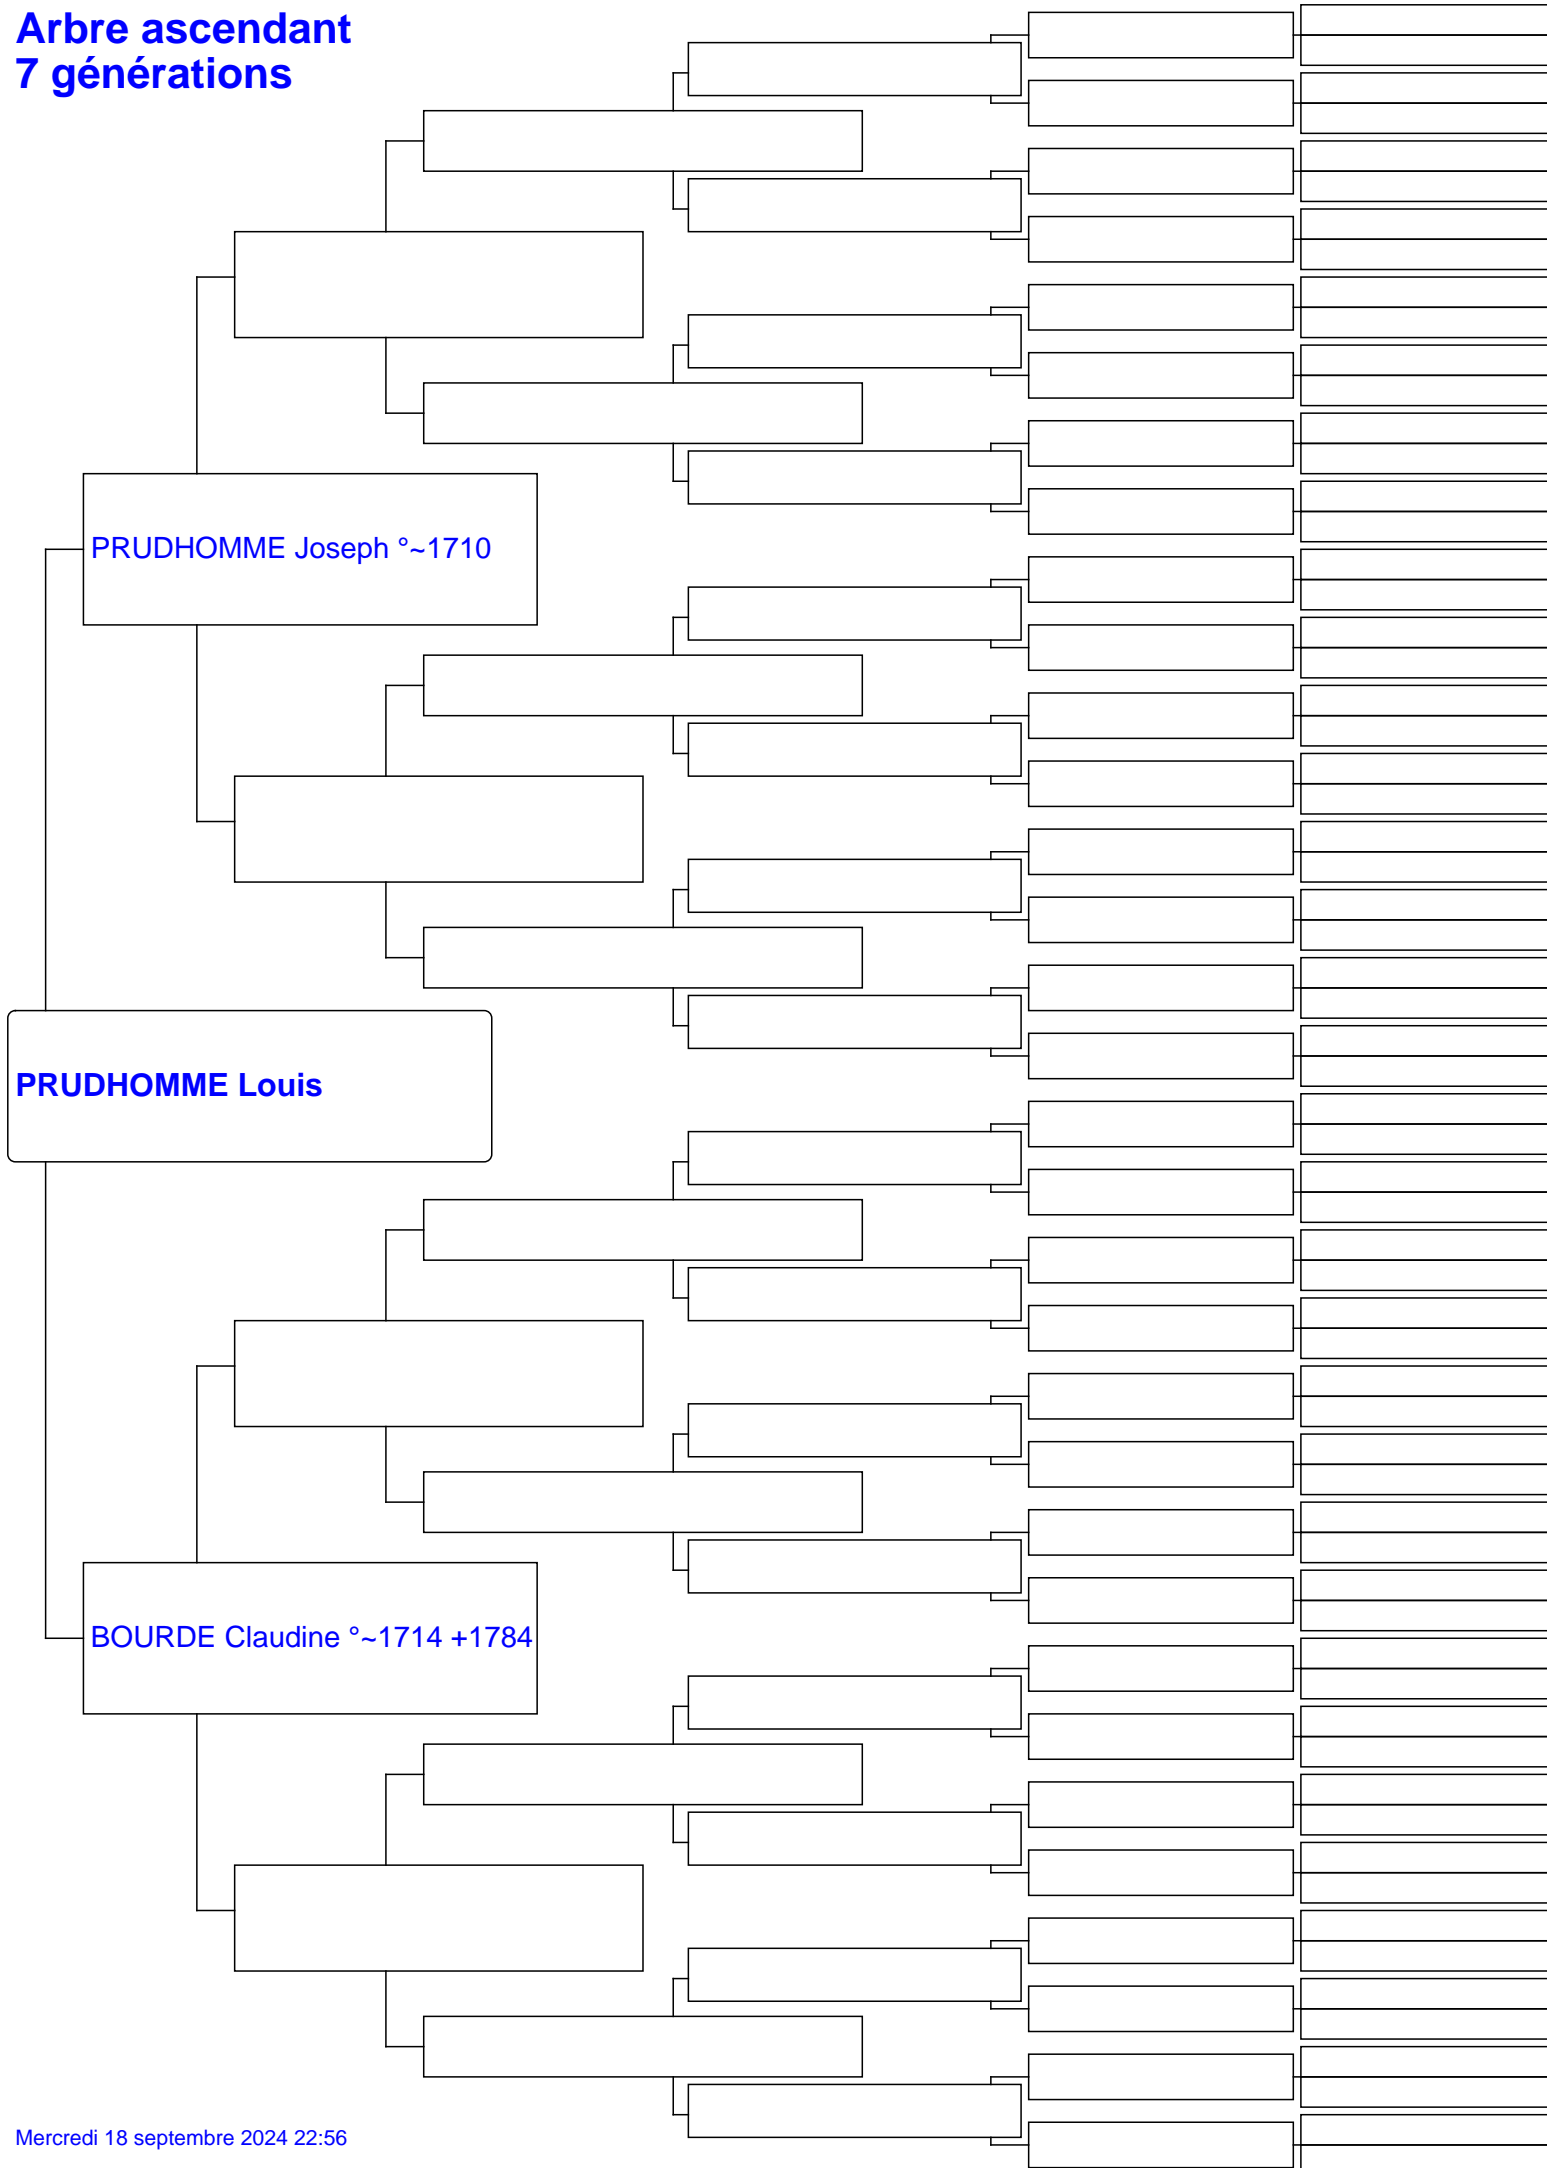 Arbre ascendant
7 générations
PRUDHOMME Joseph °~1710
PRUDHOMME Louis
BOURDE Claudine °~1714 +1784
Mercredi 18 septembre 2024 22:56